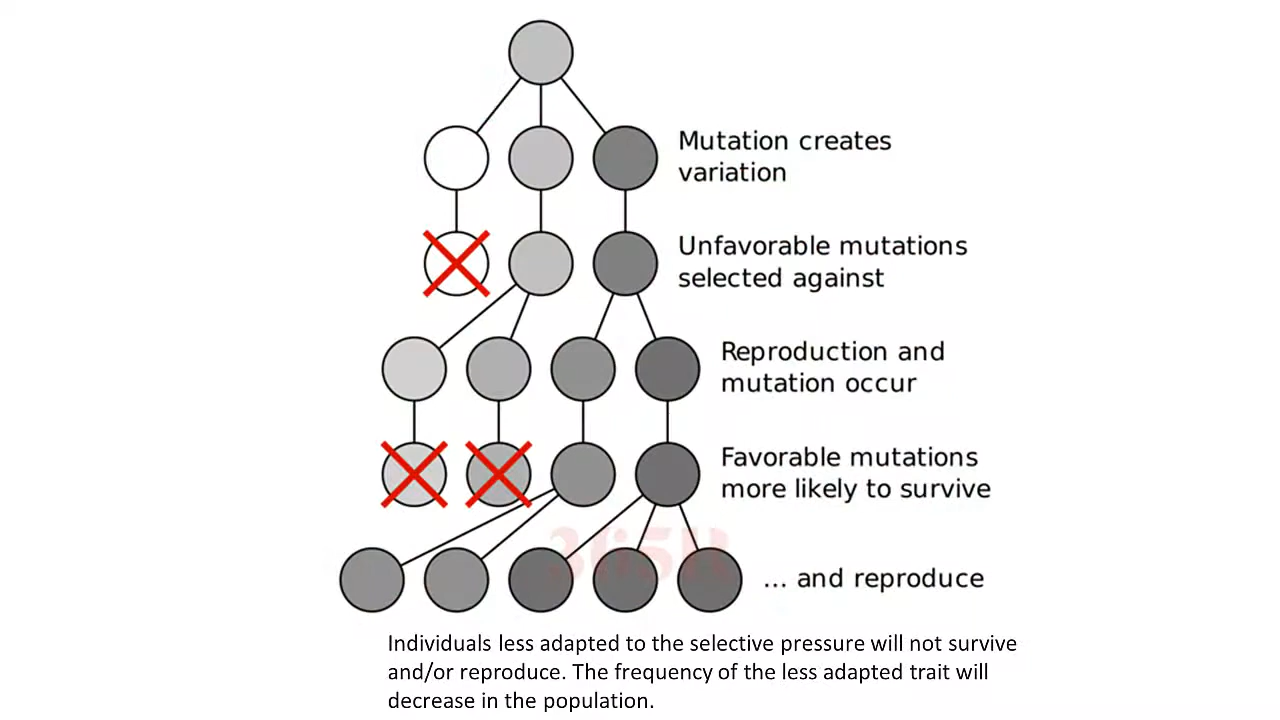 Mutation creates
variation
Unfavorable mutations
selected against
Reproduction and
mutation occur
Favorable mutations
more likely to survive
... and reproduce
Individuals less adapted to the selective pressure will not survive
and/or reproduce. The frequency of the less adapted trait will
decrease in the population.